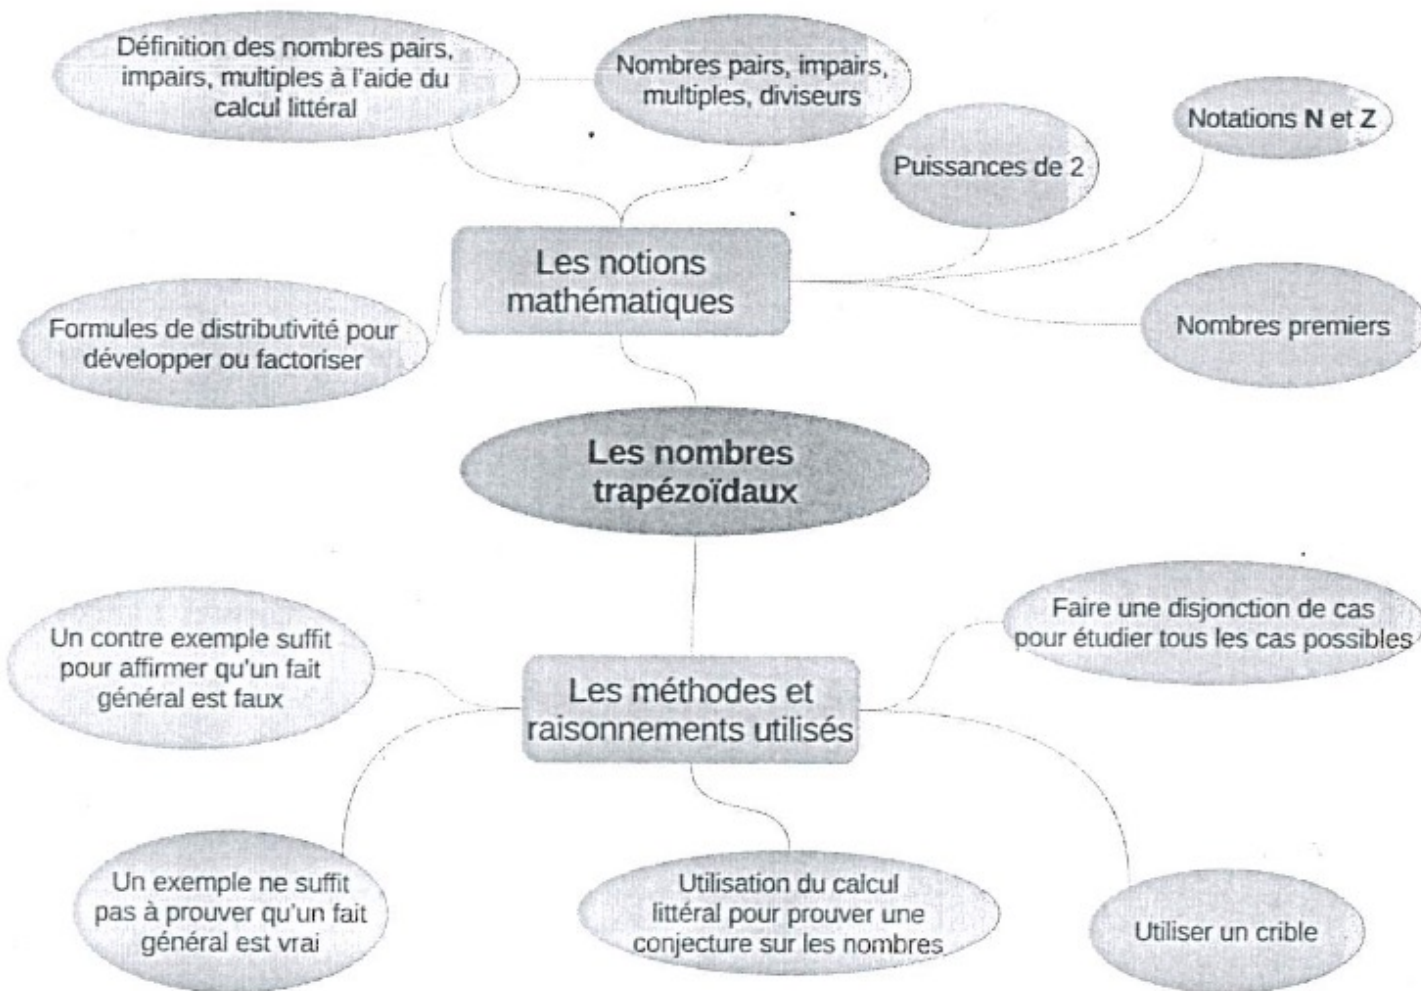 Définition des nombres pairs,
impairs, multiples à l'aide du
calcul littéral
Nombres pairs, impairs,
multiples, diviseurs
Notations N et Z
Puissances de 2
Les notions
mathématiques
Formules de distributivité pour
développer ou factoriser
Nombres premiers
Les nombres
trapézoïdaux
Un contre exemple suffit
pour affirmer qu'un fait
général est faux
Faire une disjonction de cas
pour étudier tous les cas possibles
Les méthodes et
raisonnements utilisés
Un exemple ne suffit
pas à prouver qu'un fait
général est vrai
Utilisation du calcul
littéral pour prouver une
conjecture sur les nombres
Utiliser un crible